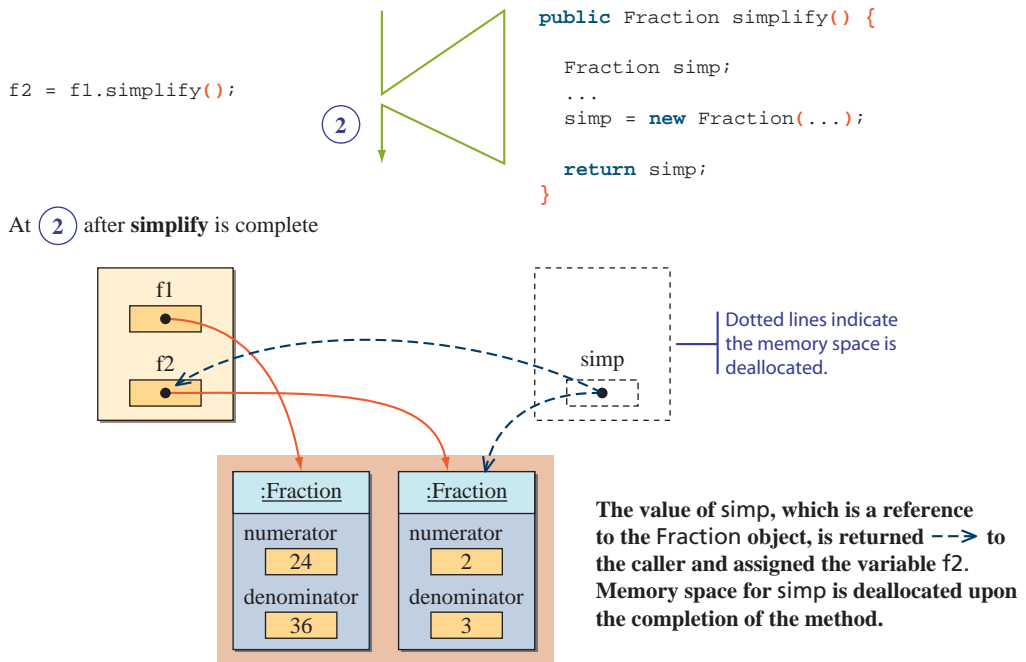 public Fraction simplify() {
Fraction simp;
f2 = f1.simplify();
...
simp = new Fraction(...);
2
return simp;
}
At 2 after simplify is complete
f1
f2
simp
Dotted lines indicate
the memory space is
deallocated.
:Fraction
numerator
24
denominator
36
:Fraction
numerator
2
denominator
3
The value of simp, which is a reference
to the Fraction object, is returned to
the caller and assigned the variable f2.
Memory space for simp is deallocated upon
the completion of the method.